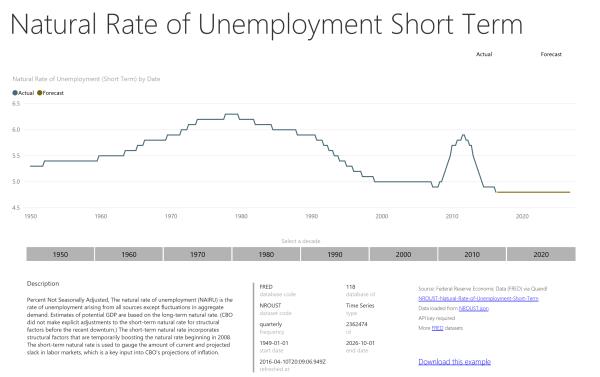 Natural Rate of Unemployment Short Term
Actual Forecast
Natural Rate of Unemployment (Short Term) by Date
Actual Forecast
6.5
6.0
5.5
5.0
4.5
1950 1960 1970 1980 1990 2000 2010 2020
Select a decade
1950 1960 1970 1980 1990 2000 2010 2020
Description
Percent Not Seasonally Adjusted, The natural rate of unemployment (NAIRU) is the
rate of unemployment arising from all sources except fluctuations in aggregate
demand. Estimates of potential GDP are based on the long-term natural rate. (CBO
did not make explicit adjustments to the short-term natural rate for structural
factors before the recent downturn.) The short-term natural rate incorporates
structural factors that are temporarily boosting the natural rate beginning in 2008.
The short-term natural rate is used to gauge the amount of current and projected
slack in labor markets, which is a key input into CBO's projections of inflation.
FRED
database code
NROUST
dataset code
quarterly
frequency
1949-01-01
start date
2016-04-10T20:09:06.949Z
refreshed at
118
database id
Time Series
type
2362474
id
2026-10-01
end date
Source: Federal Reserve Economic Data (FRED) via Quandl
NROUST-Natural-Rate-of-Unemployment-Short-Term
Data loaded from NROUST.json
API key required
More FRED datasets
Download this example